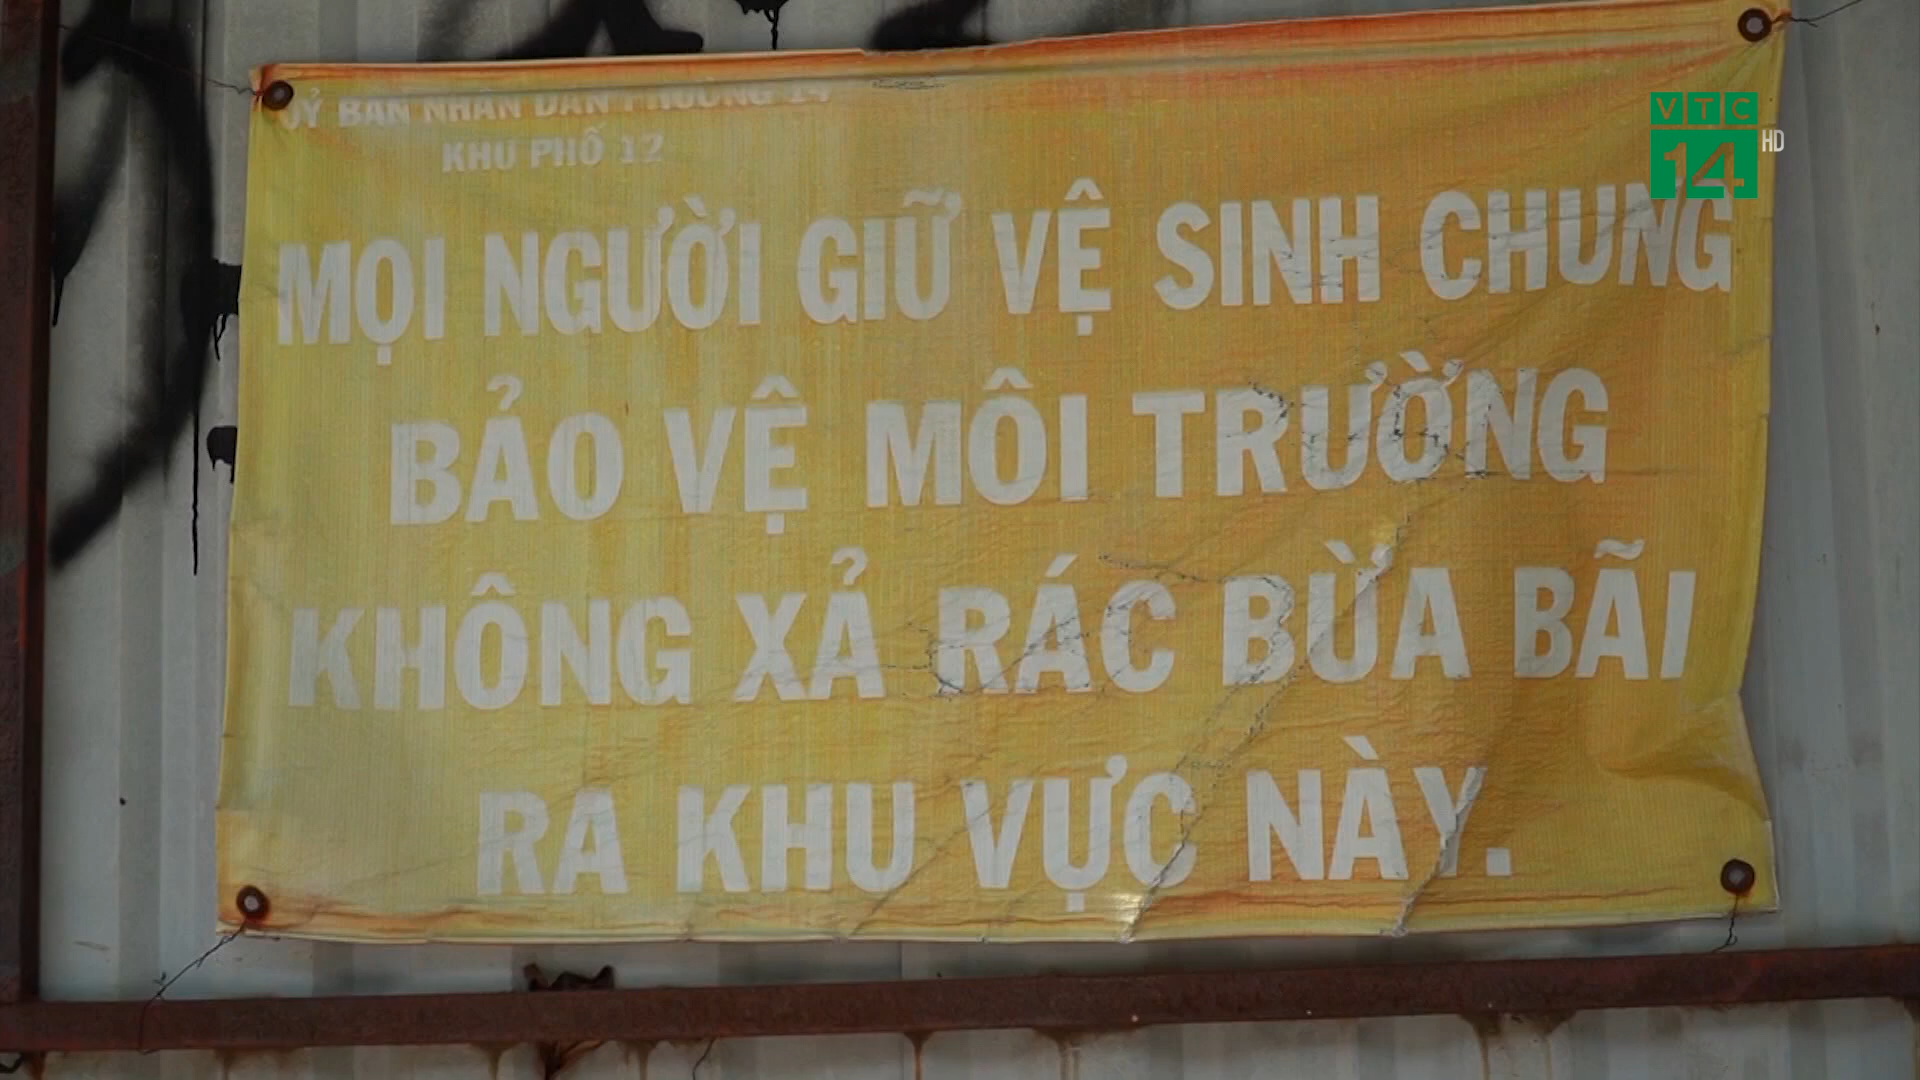 ỦY BAN NHÂN DÂN PHƯỜNG 14
KHU PHỐ 12
MỌI NGƯỜI GIỮ VỆ SINH CHUNG
BẢO VỆ MÔI TRƯỜNG
KHÔNG XẢ RÁC BỪA BÃI
RA KHU VỰC NÀY.
VTC
14
HD